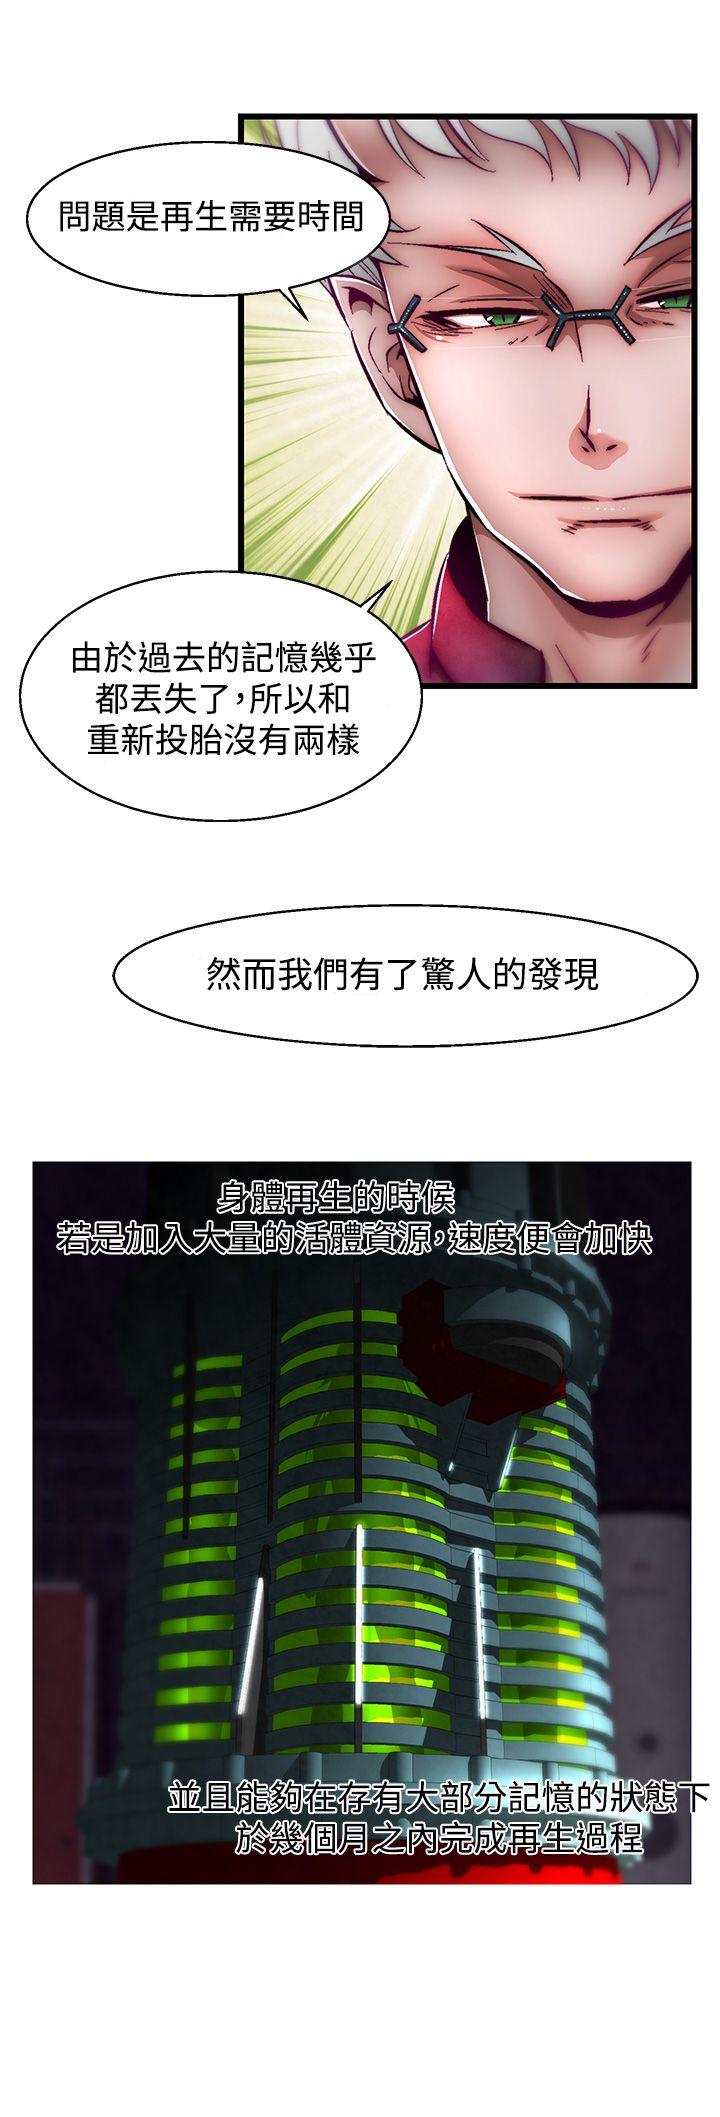 問題是再生需要時間
由於過去的記憶幾乎
都丟失了，所以和
重新投胎沒有兩樣
然而我們有了驚人的發現
身體再生的時候
若是加入大量的活體資源，速度便會加快
並且能夠在存有大部分記憶的狀態下
於幾個月之內完成再生過程